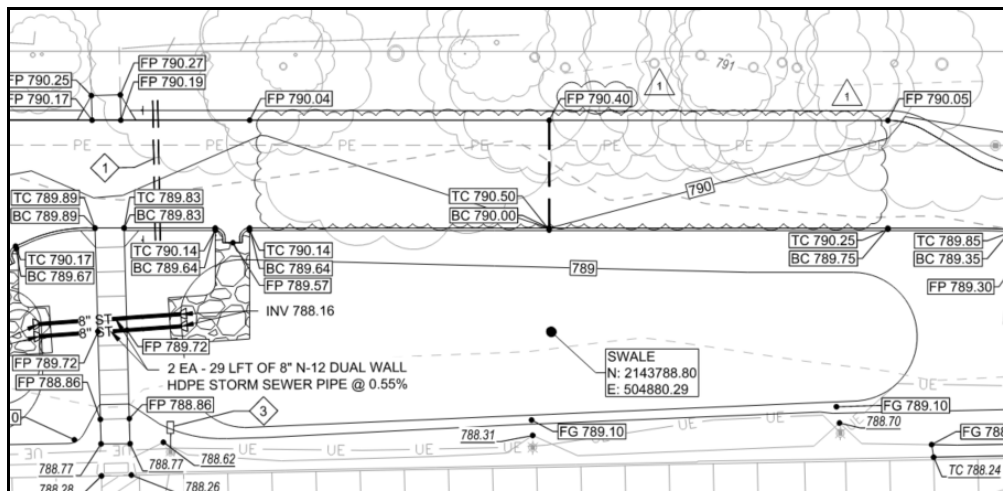 FP 790.27
FP 790.25
FP 790.19
FP 790.17
FP 790.04
FP 790.40
791
1
1
FP 790.05
PE
PE
PE
PE
PE
1
790
TC 789.89
BC 789.89
TC 789.83
BC 789.83
TC 790.50
BC 790.00
TC 790.17
BC 789.67
TC 790.14
BC 789.64
TC 790.14
BC 789.64
FP 789.57
789
TC 790.25
BC 789.75
TC 789.85
BC 789.35
FP 789.30
INV 788.16
8" ST
8" ST
FP 789.72
FP 789.72
2 EA - 29 LFT OF 8" N-12 DUAL WALL
HDPE STORM SEWER PIPE @ 0.55%
SWALE
N: 2143788.80
E: 504880.29
FP 788.86
FP 788.86
3
UE
FG 789.10
FG 789.10
788.31
788.70
UE
UE
UE
UE
UE
UE
UE
FG 788
788.77
788.77
788.62
788.28
788.26
TC 788.24
0